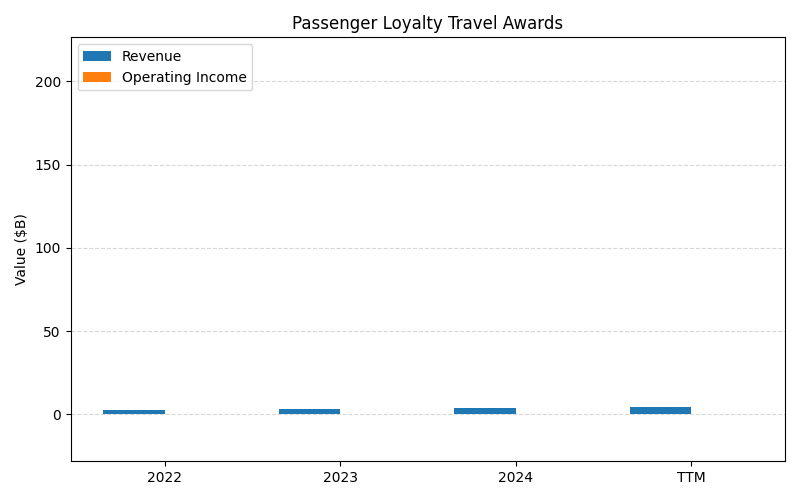 Passenger Loyalty Travel Awards
Revenue
Operating Income
Value ($B)
200
150
100
50
0
2022 2023 2024 TTM